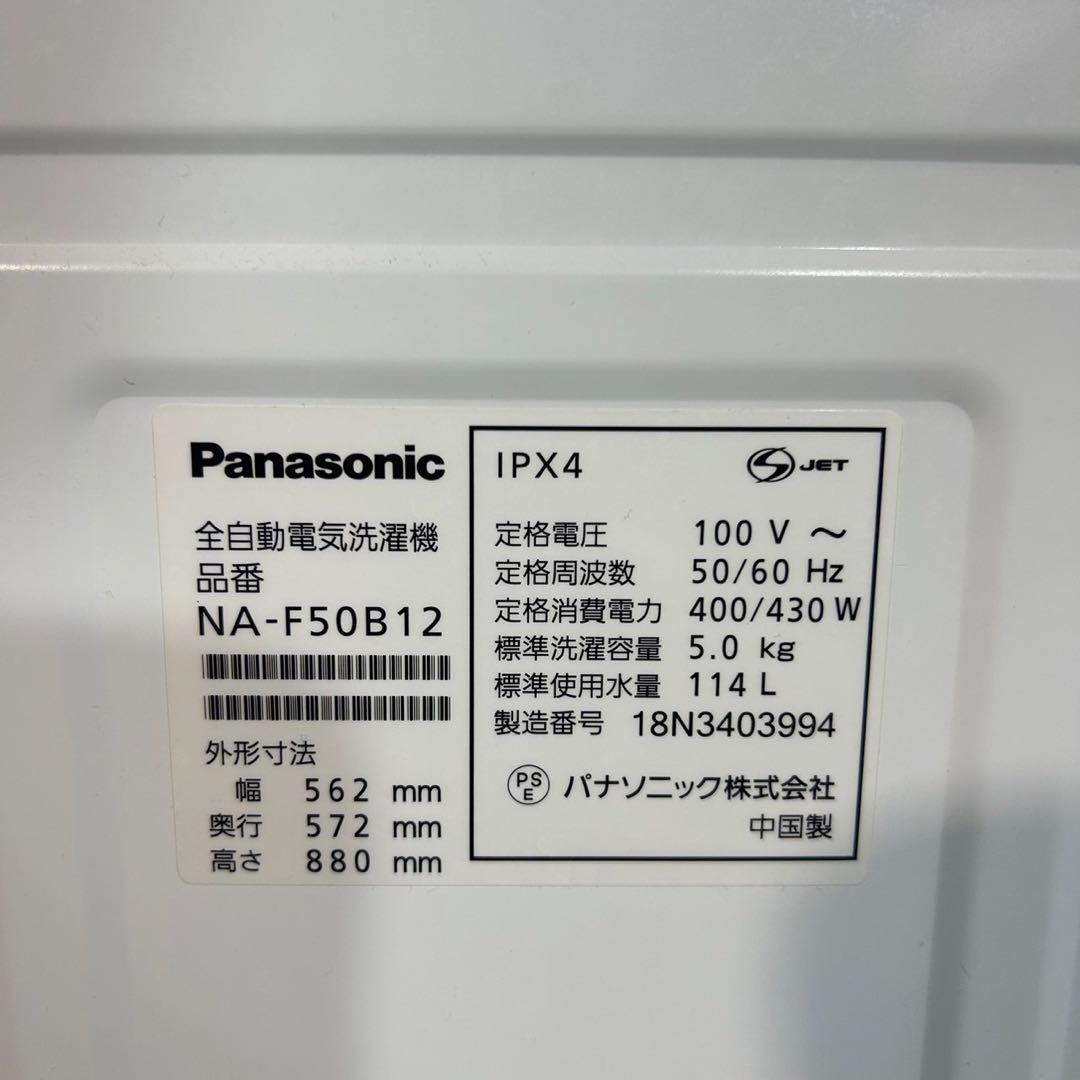 Panasonic
全自動電気洗濯機
品番
NA-F50B12
外形寸法
幅 562 mm
奥行 572 mm
高さ 880 mm
IPX4
S JET
定格電圧 100 V ～
定格周波数 50/60 Hz
定格消費電力 400/430 W
標準洗濯容量 5.0 kg
標準使用水量 114 L
製造番号 18N3403994
PS
E パナソニック株式会社
中国製